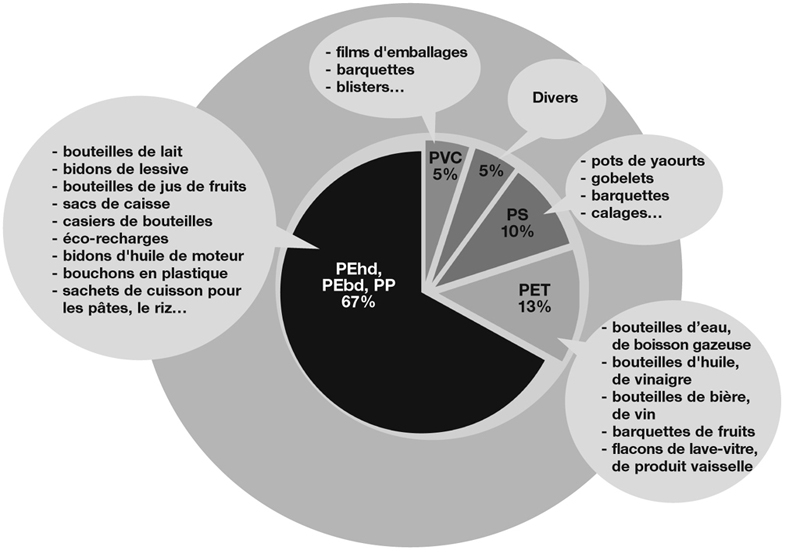 - films d'emballages
- barquettes
- blisters…
Divers
- bouteilles de lait
- bidons de lessive
- bouteilles de jus de fruits
- sacs de caisse
- casiers de bouteilles
- éco-recharges
- bidons d'huile de moteur
- bouchons en plastique
- sachets de cuisson pour
les pâtes, le riz…
PVC
5%
5%
- pots de yaourts
- gobelets
- barquettes
- calages…
PS
10%
PEhd,
PEbd, PP
67%
PET
13%
- bouteilles d’eau,
de boisson gazeuse
- bouteilles d'huile,
de vinaigre
- bouteilles de bière,
de vin
- barquettes de fruits
- flacons de lave-vitre,
de produit vaisselle